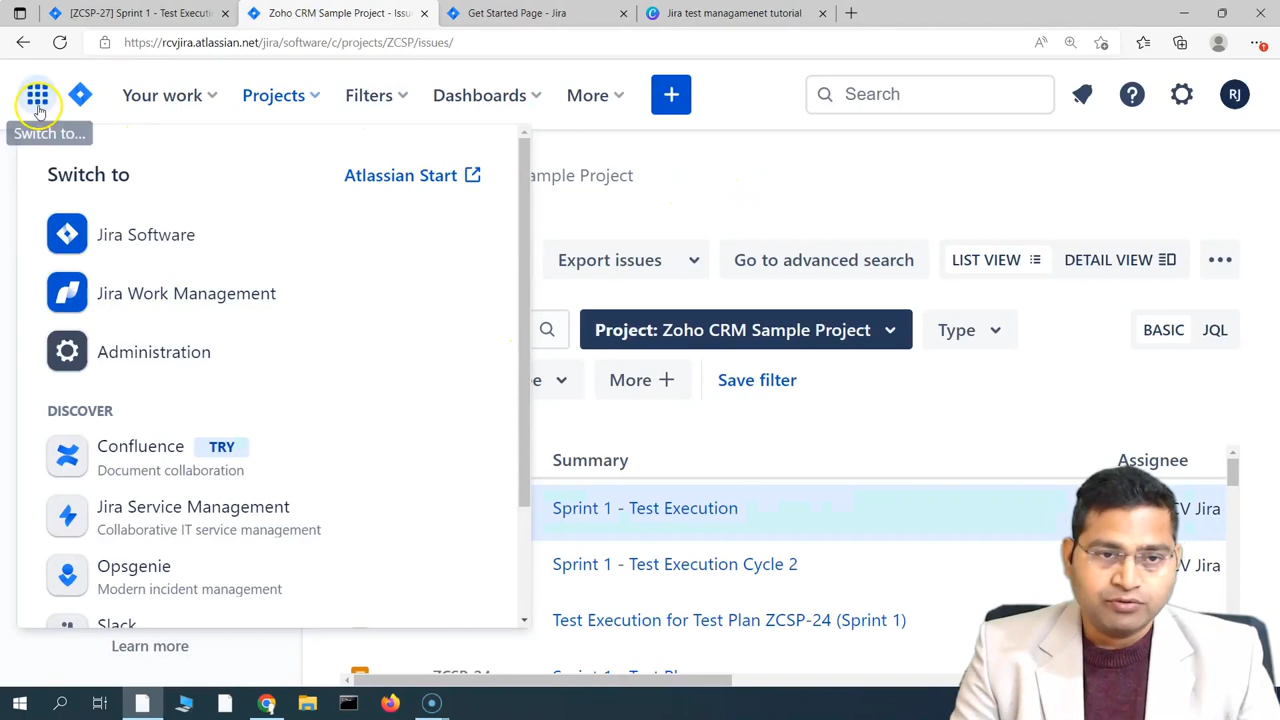 [ZCSP-27] Sprint 1 - Test Executi
Zoho CRM Sample Project - Issu
Get Started Page - Jira
Jira test managamenet tutorial
https://rcvjira.atlassian.net/jira/software/c/projects/ZCSP/issues/
Your work
Projects
Filters
Dashboards
More
Search
RJ
Switch to...
Switch to
Atlassian Start
ample Project
Jira Software
Export issues
Go to advanced search
LIST VIEW
DETAIL VIEW
Jira Work Management
Project: Zoho CRM Sample Project
Type
BASIC
JQL
Administration
e
More
Save filter
DISCOVER
Confluence
TRY
Document collaboration
Summary
Assignee
Jira Service Management
Collaborative IT service management
Sprint 1 - Test Execution
CV Jira
Opsgenie
Modern incident management
Sprint 1 - Test Execution Cycle 2
CV Jira
Slack
Test Execution for Test Plan ZCSP-24 (Sprint 1)
Learn more